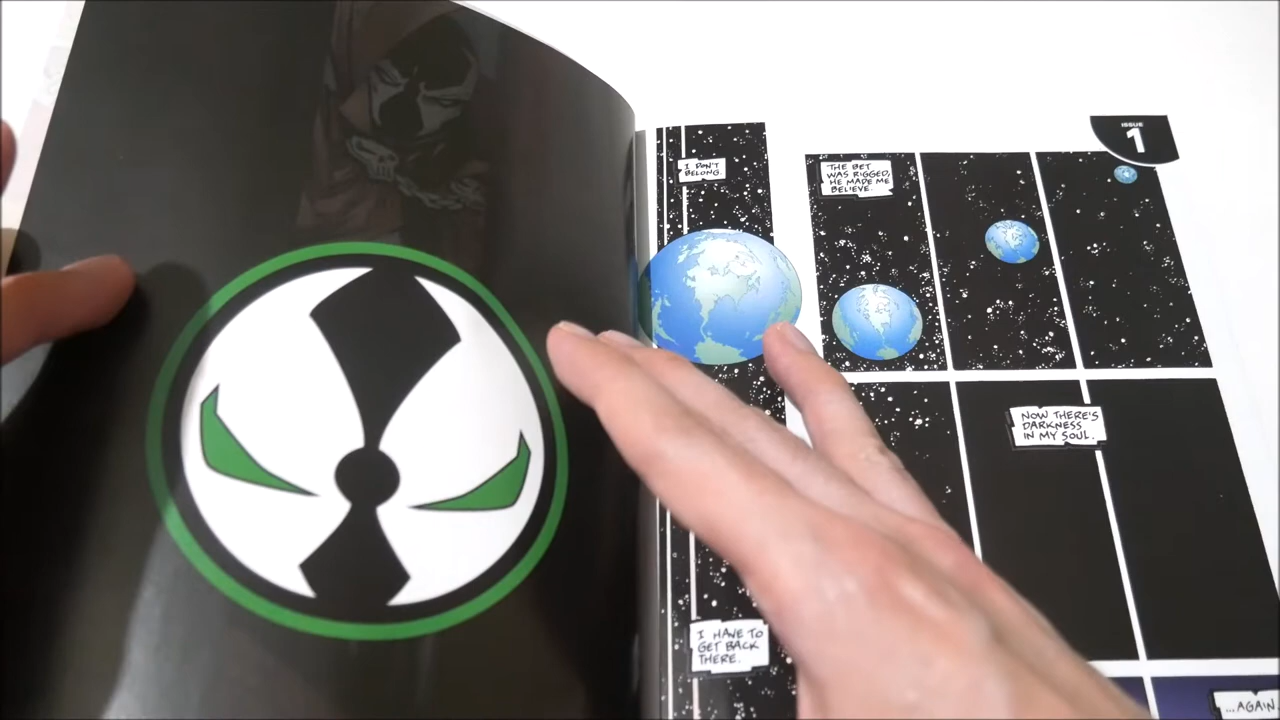 ISSUE
1
I DON'T
BELONG.
THE BET
WAS RIGGED,
HE MADE ME
BELIEVE.
NOW THERE'S
DARKNESS
IN MY SOUL.
I HAVE TO
GET BACK
THERE.
...AGAIN